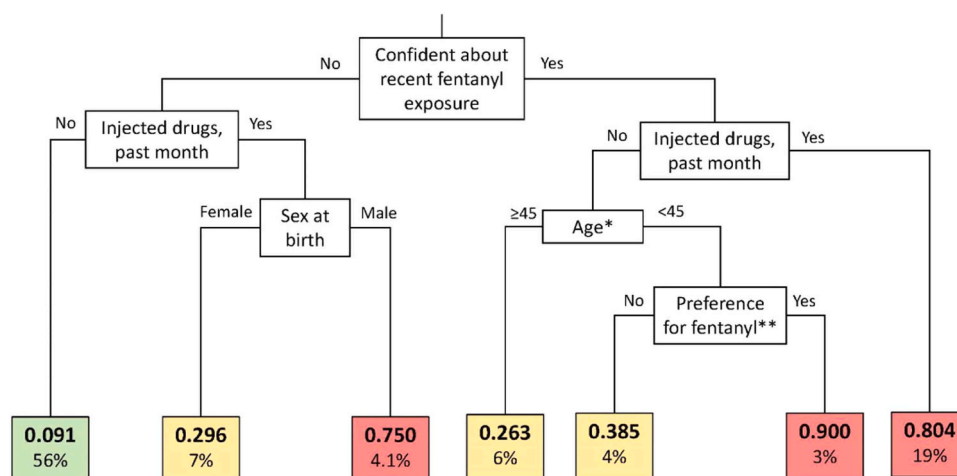 Confident about
recent fentanyl
exposure
No
Yes
Injected drugs,
past month
No
Yes
Injected drugs,
past month
No
Yes
Sex at
birth
Female
Male
Age*
≥45
<45
Preference
for fentanyl**
No
Yes
0.091
56%
0.296
7%
0.750
4.1%
0.263
6%
0.385
4%
0.900
3%
0.804
19%